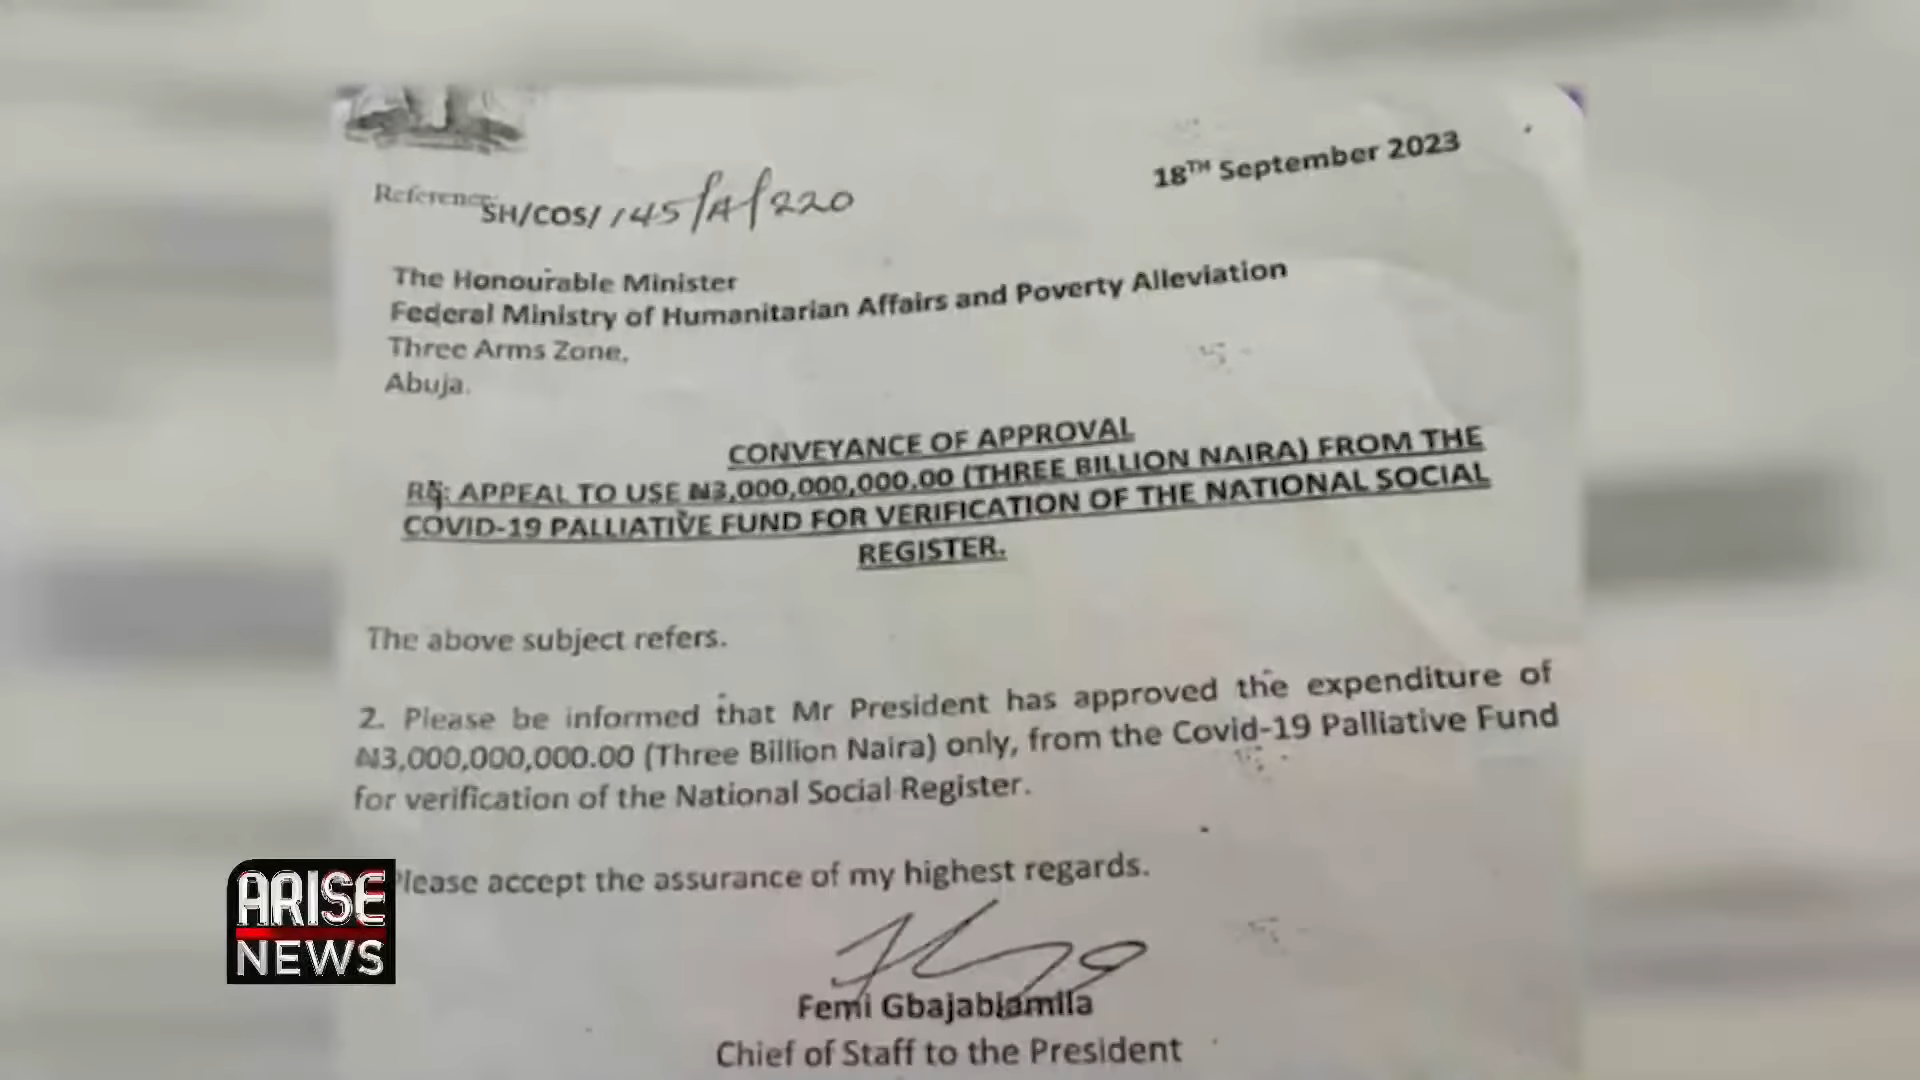 18TH September 2023
Reference:
SH/COS/ 145/A/220
The Honourable Minister
Federal Ministry of Humanitarian Affairs and Poverty Alleviation
Three Arms Zone,
Abuja.
CONVEYANCE OF APPROVAL
RE: APPEAL TO USE ₦3,000,000,000.00 (THREE BILLION NAIRA) FROM THE
COVID-19 PALLIATIVE FUND FOR VERIFICATION OF THE NATIONAL SOCIAL
REGISTER.
The above subject refers.
2. Please be informed that Mr President has approved the expenditure of
₦3,000,000,000.00 (Three Billion Naira) only, from the Covid-19 Palliative Fund
for verification of the National Social Register.
Please accept the assurance of my highest regards.
Femi Gbajabiamila
Chief of Staff to the President
ARISE
NEWS